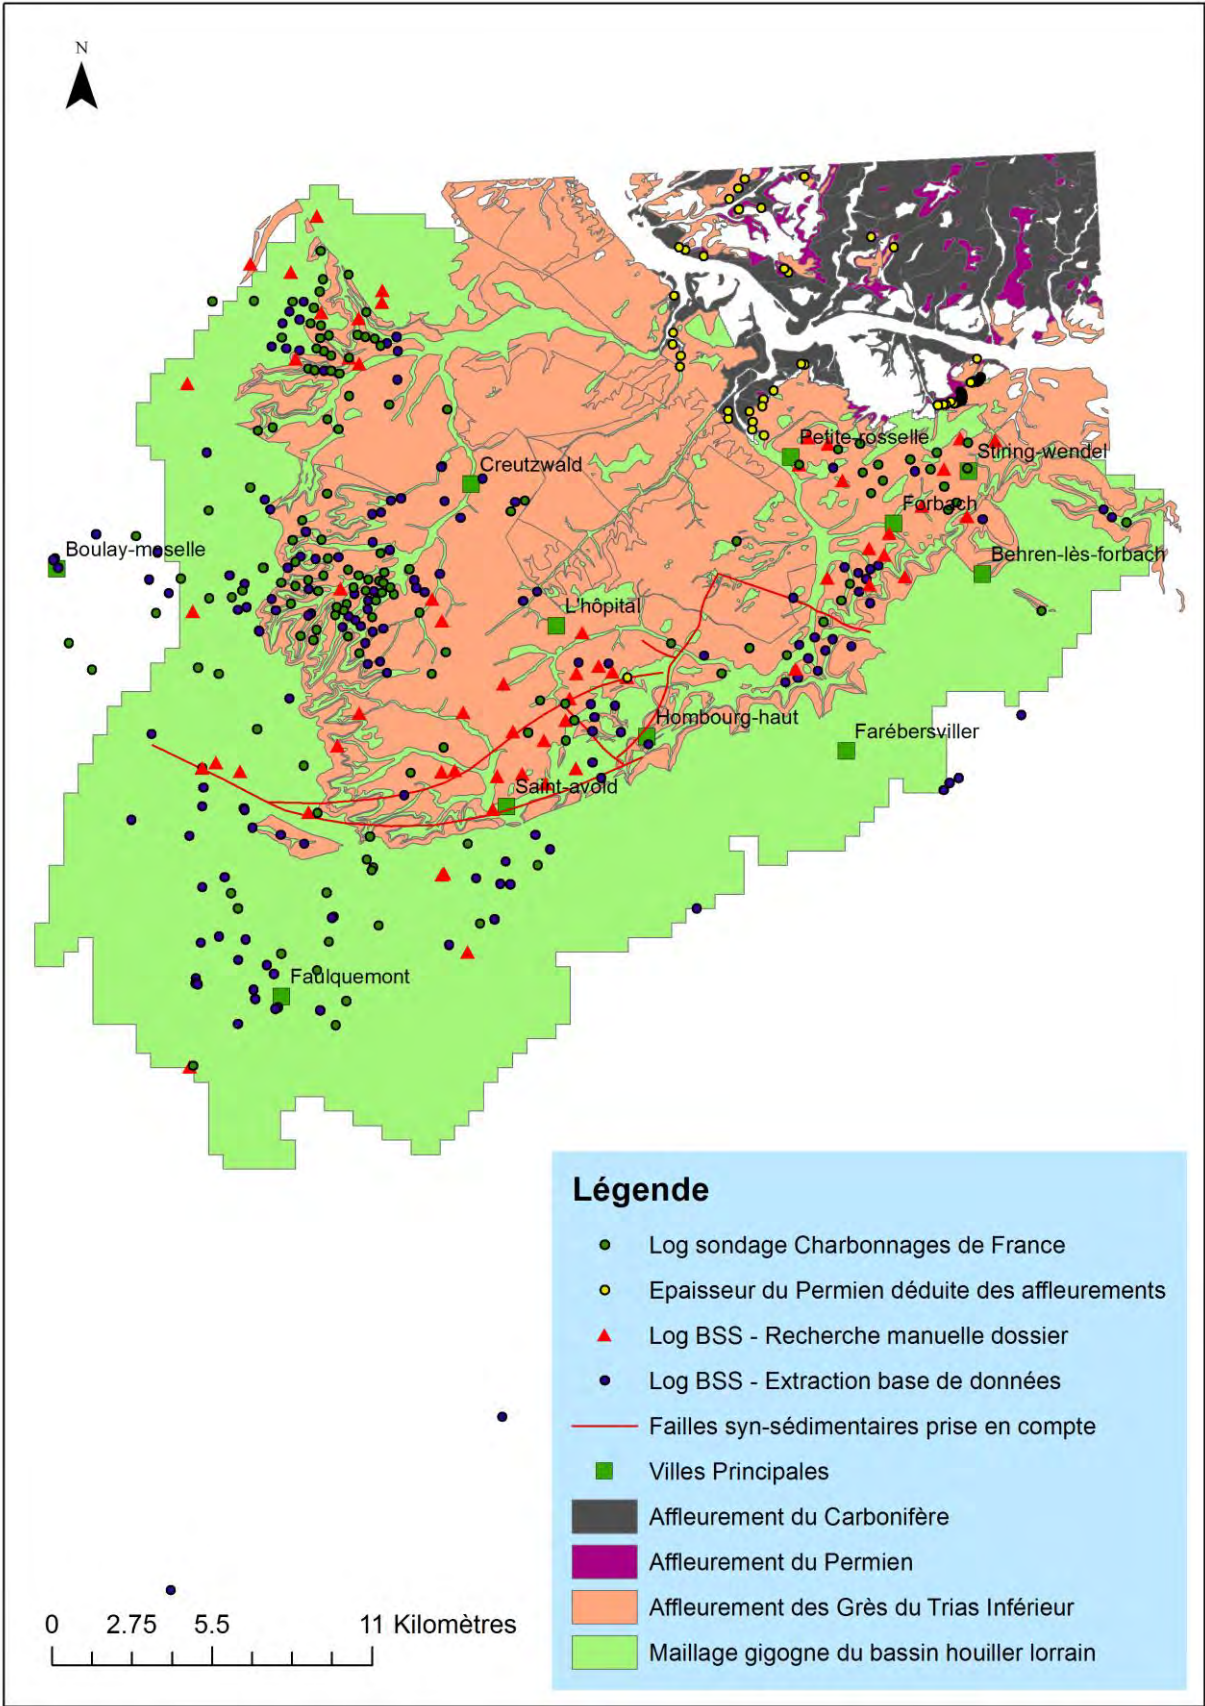 N
Petite-rosselle
Stiring-wendel
Creutzwald
Forbach
Boulay-moselle
Behren-lès-forbach
L'hôpital
Hombourg-haut
Farébersviller
Saint-avold
Faulquemont
Légende
Log sondage Charbonnages de France
Epaisseur du Permien déduite des affleurements
Log BSS - Recherche manuelle dossier
Log BSS - Extraction base de données
Failles syn-sédimentaires prise en compte
Villes Principales
Affleurement du Carbonifère
Affleurement du Permien
Affleurement des Grès du Trias Inférieur
Maillage gigogne du bassin houiller lorrain
0 2.75 5.5 11 Kilomètres